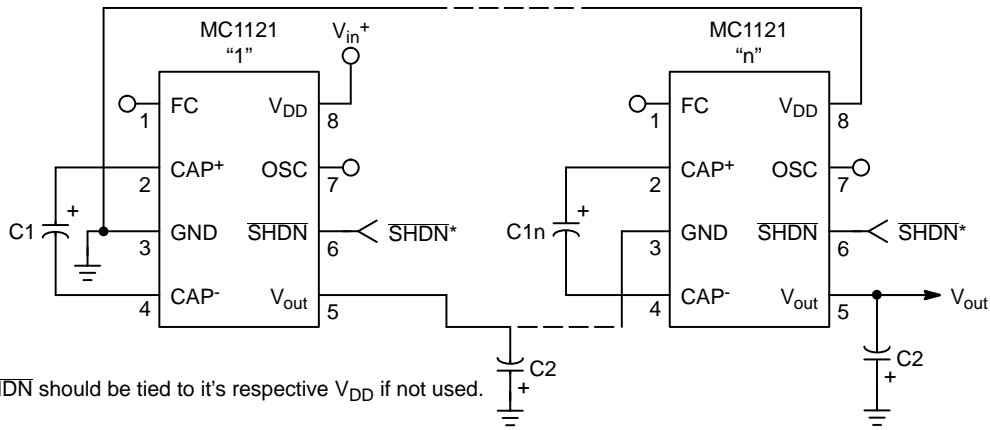 MC1121
"1"
V_in+
MC1121
"n"
1 FC
V_DD 8
2 CAP+
OSC 7
C1 +
3 GND
SHDN 6 SHDN*
4 CAP-
V_out 5
1 FC
V_DD 8
2 CAP+
OSC 7
C1n +
3 GND
SHDN 6 SHDN*
4 CAP-
V_out 5
V_out
C2 +
C2 +
should be tied to it's respective V_DD if not used.